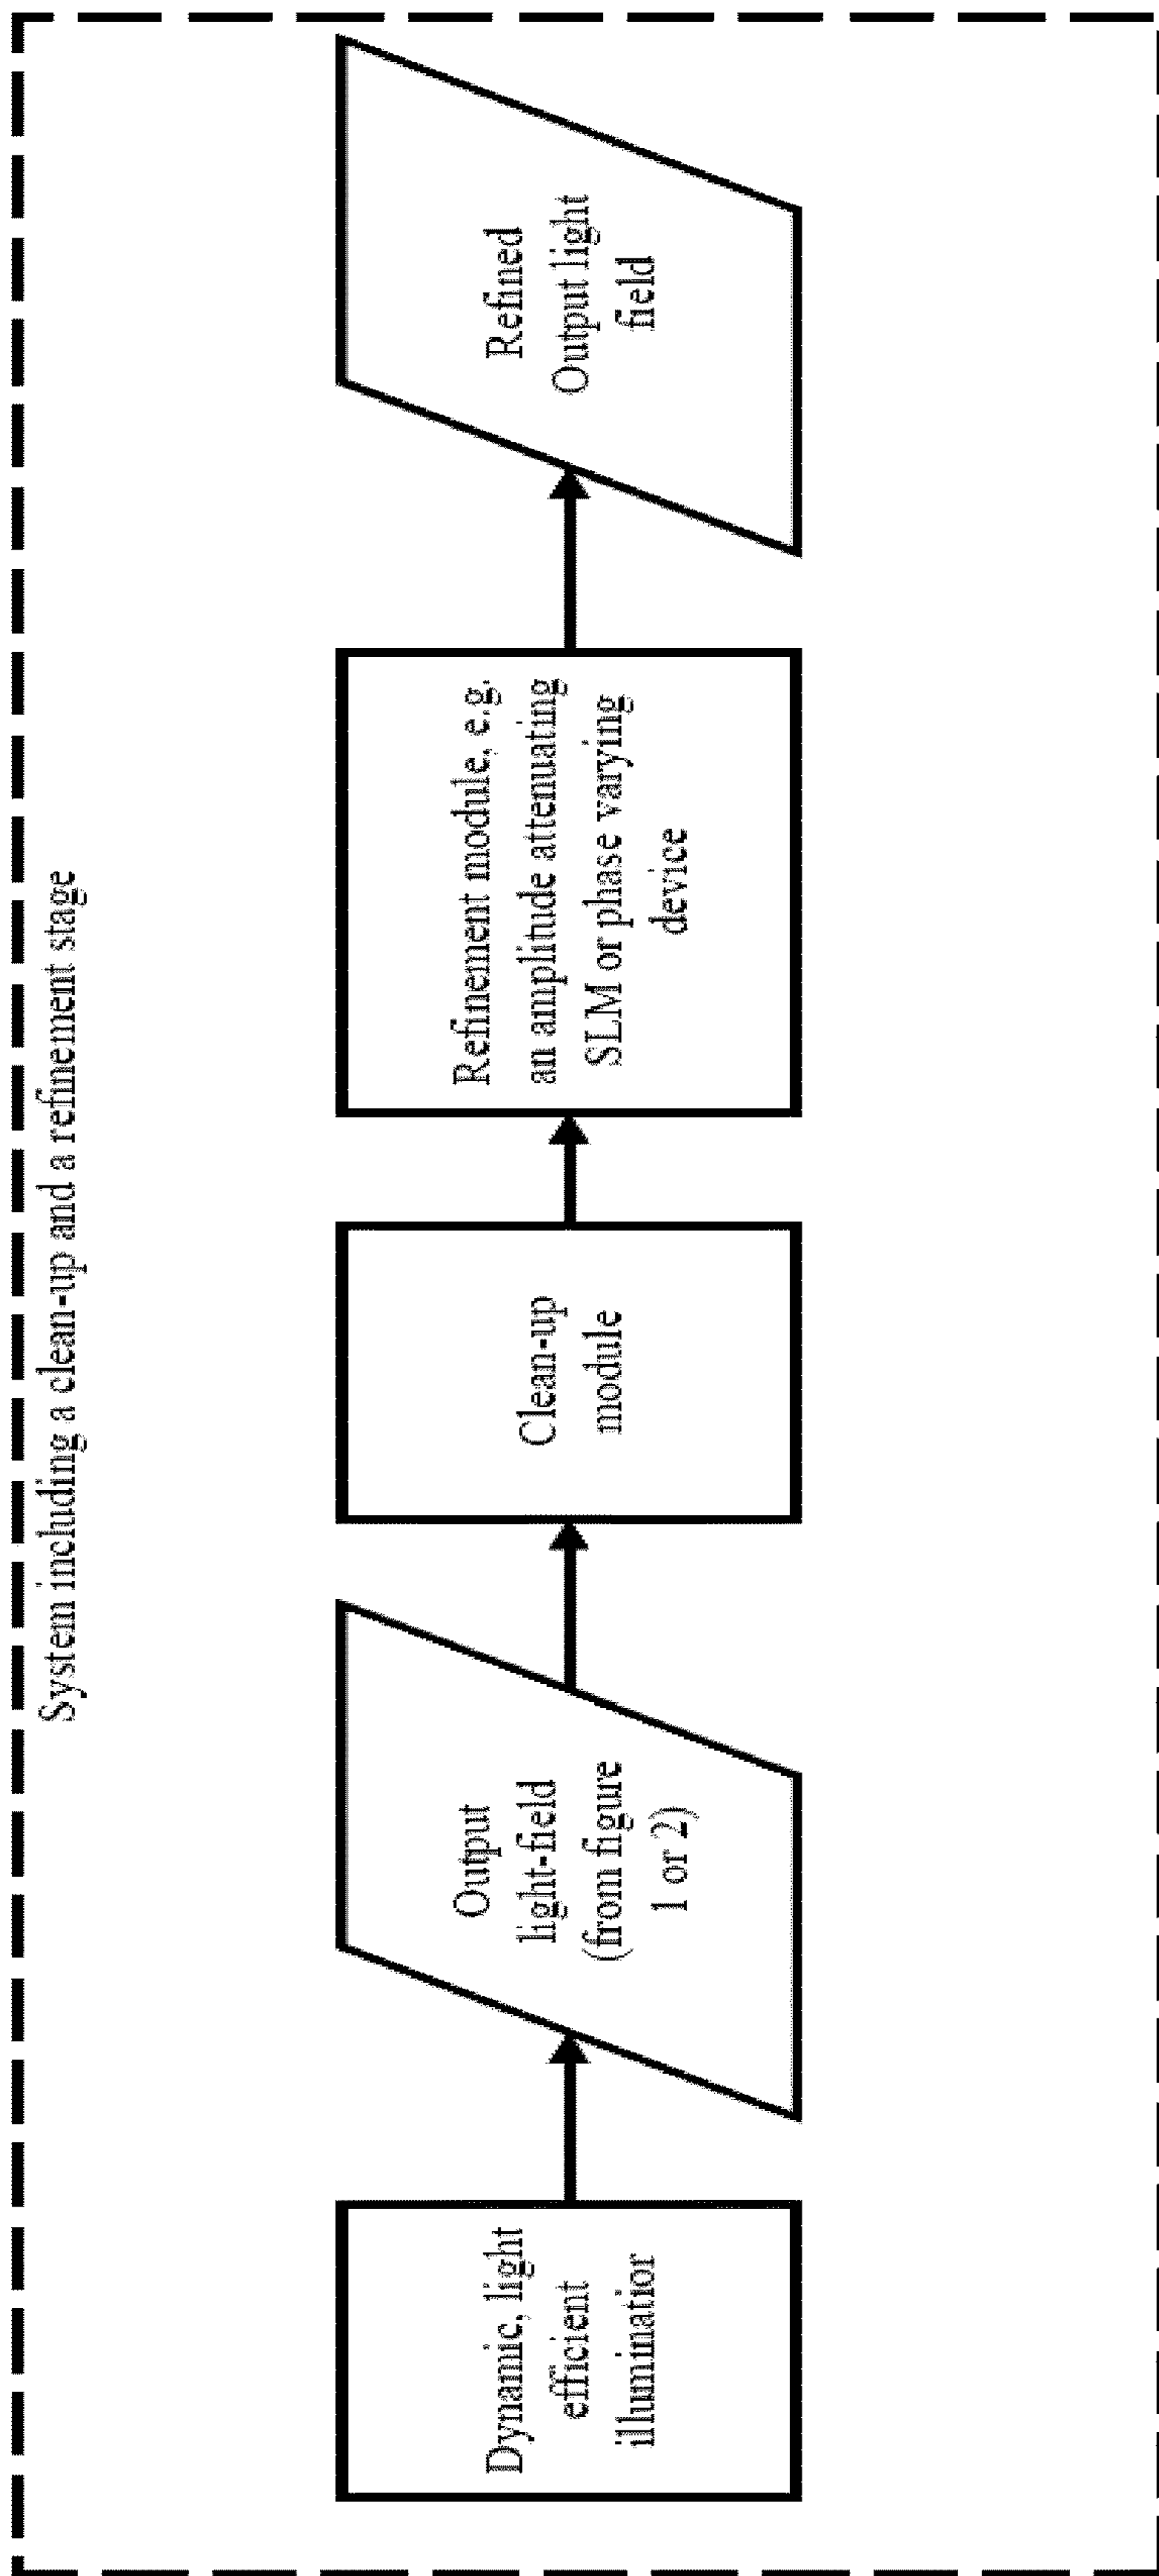 System including a clean-up and a refinement stage
Dynamic, light
efficient
illuminatior
Output
light-field
(from figure
1 or 2)
Clean-up
module
Refinement module, e.g.
an amplitude attenuating
SLM or phase varying
device
Refined
Output light
field